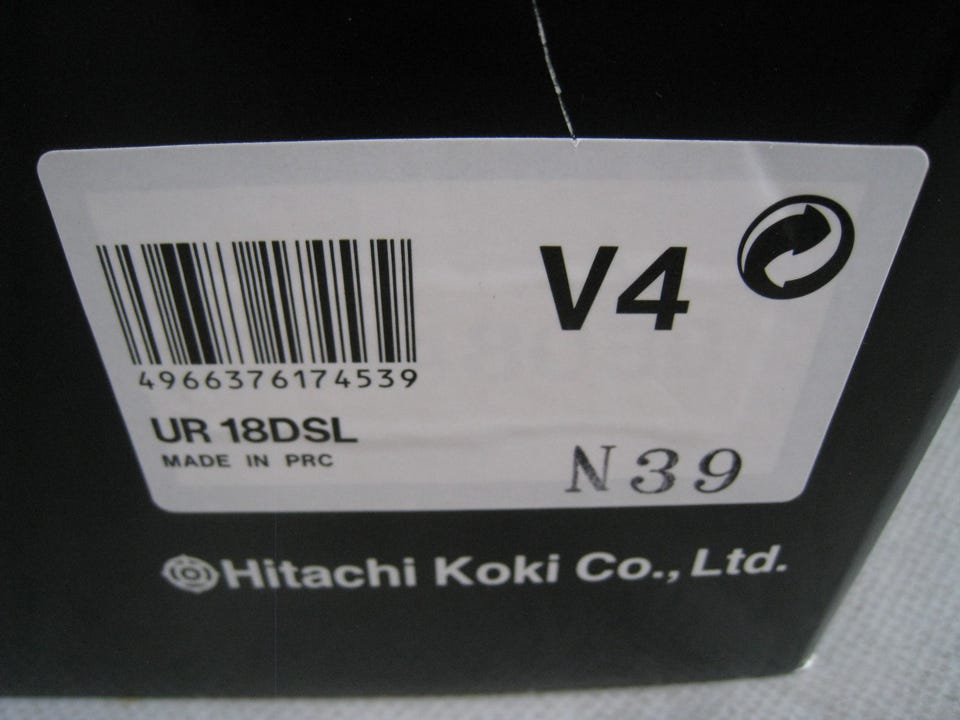 V4
4966376174539
UR 18DSL
MADE IN PRC
N39
Hitachi Koki Co., Ltd.